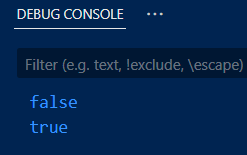 DEBUG CONSOLE ...
Filter (e.g. text, !exclude, \escape)
false
true